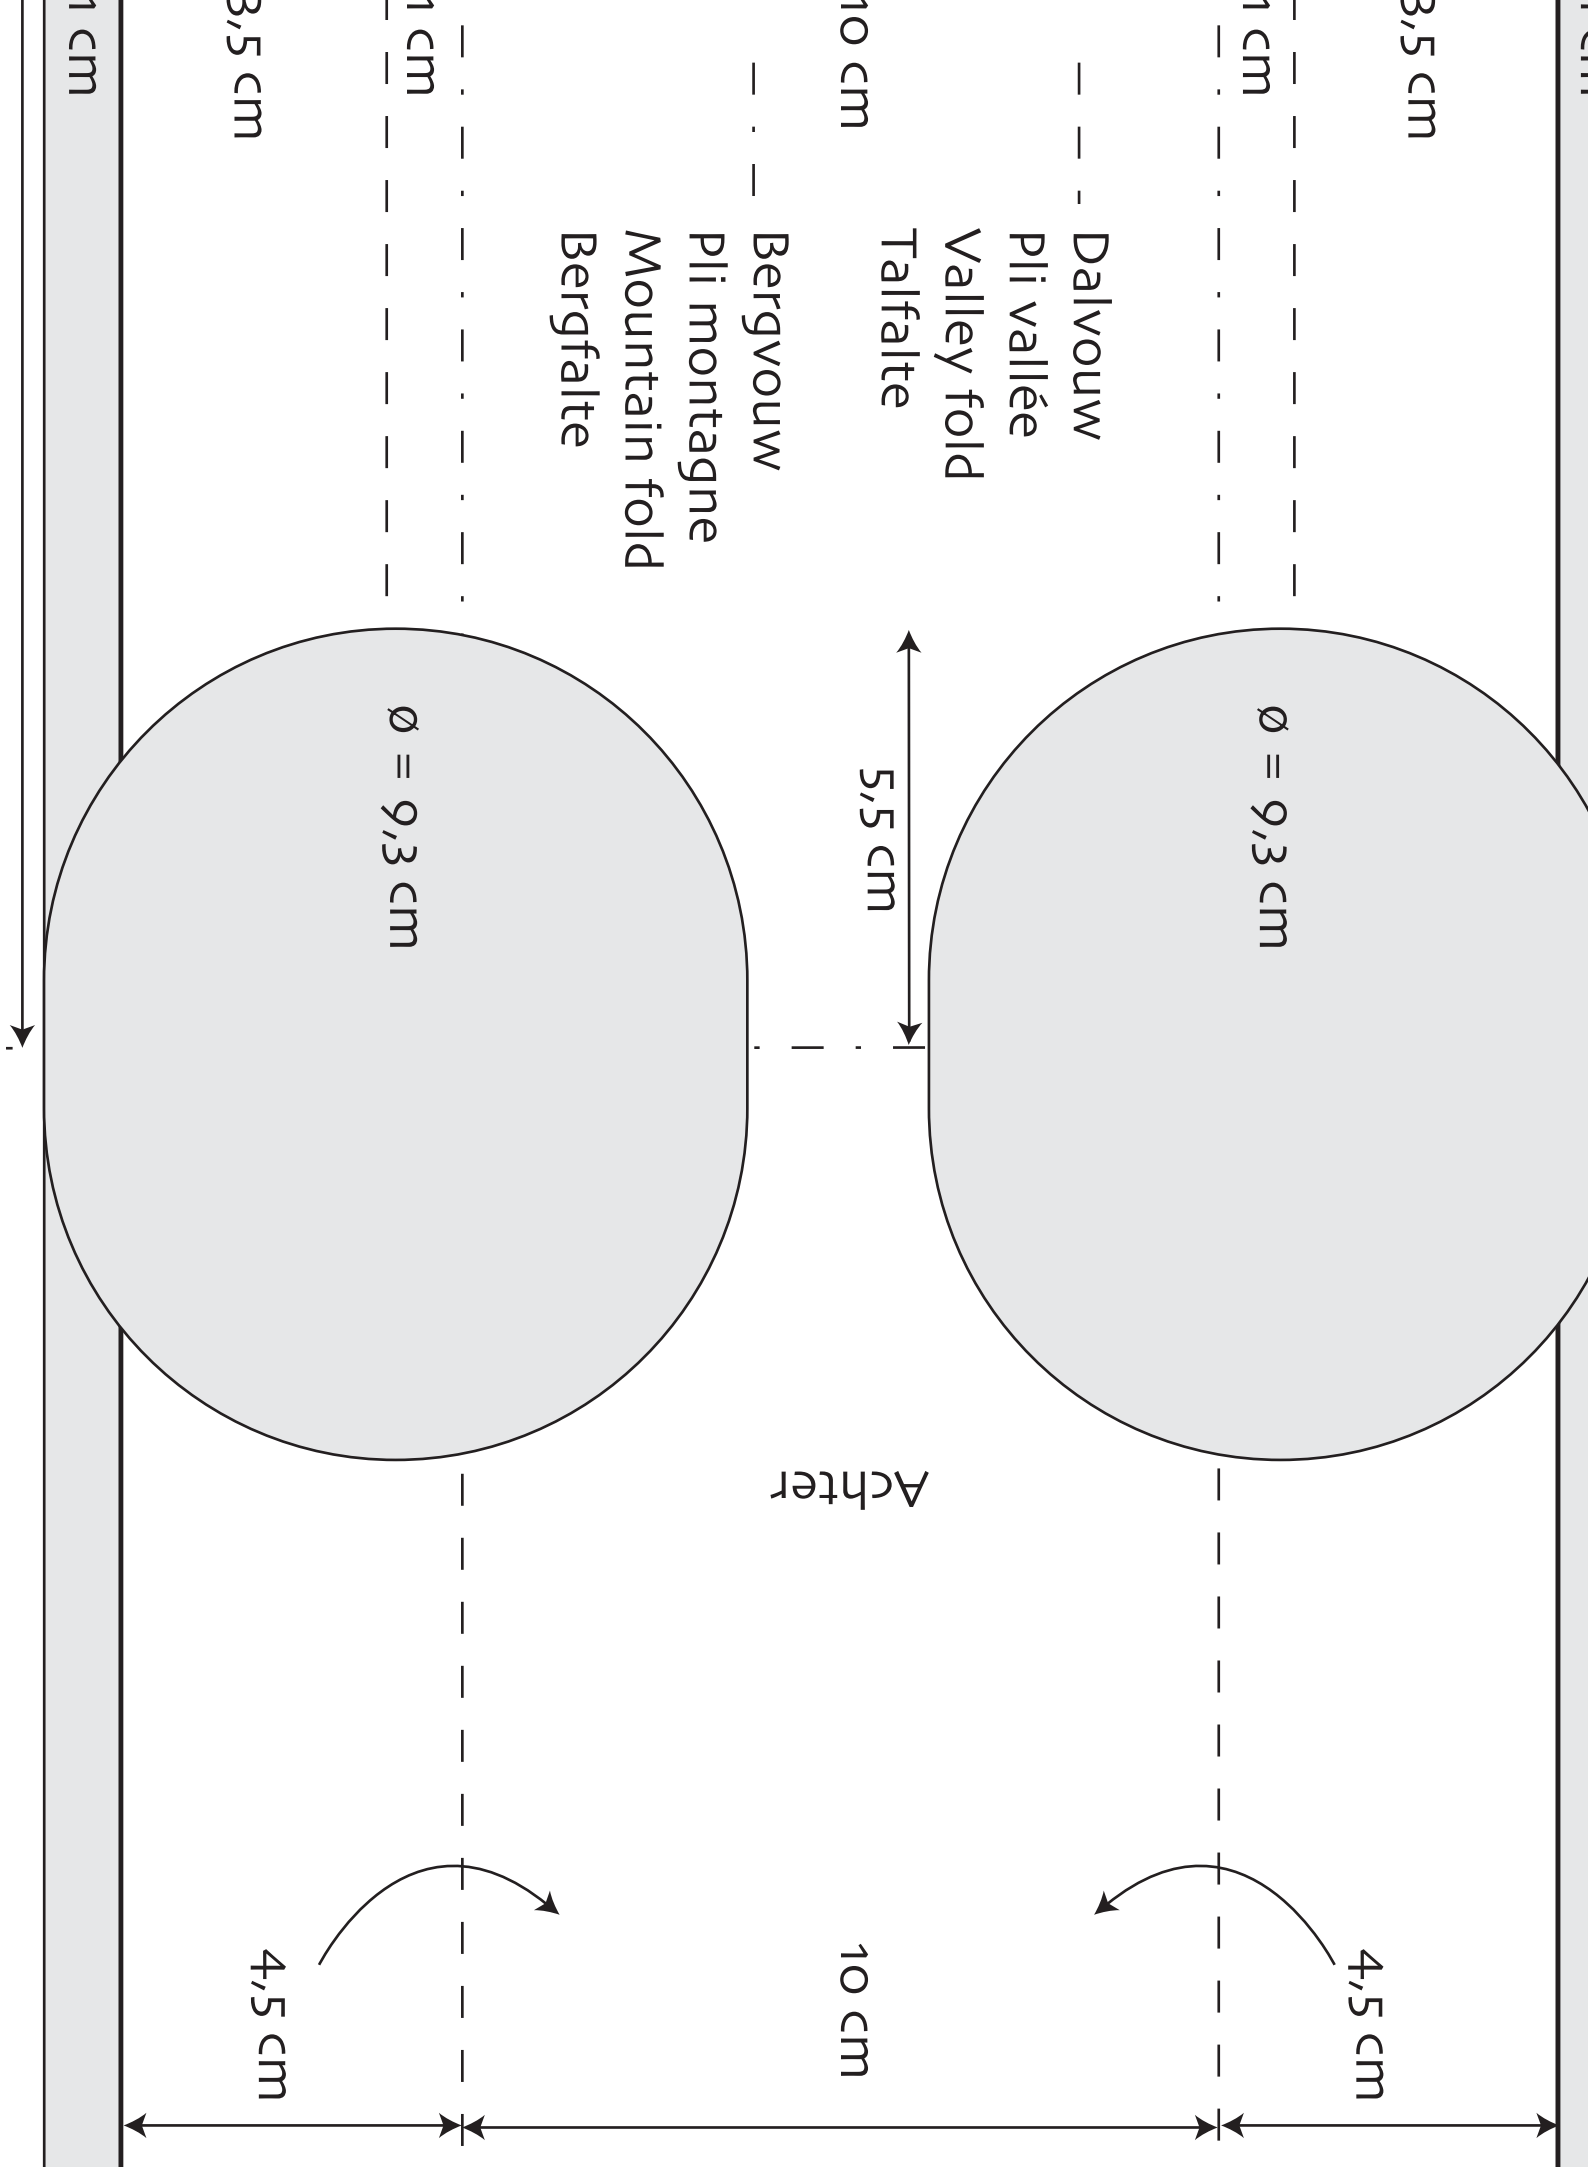 3,5 cm
1 cm
Dalvouw
Pli vallée
Valley fold
Talfalte
10 cm
Bergvouw
Pli montagne
Mountain fold
Bergfalte
1 cm
3,5 cm
1 cm
ø = 9,3 cm
5,5 cm
ø = 9,3 cm
Achter
4,5 cm
10 cm
4,5 cm